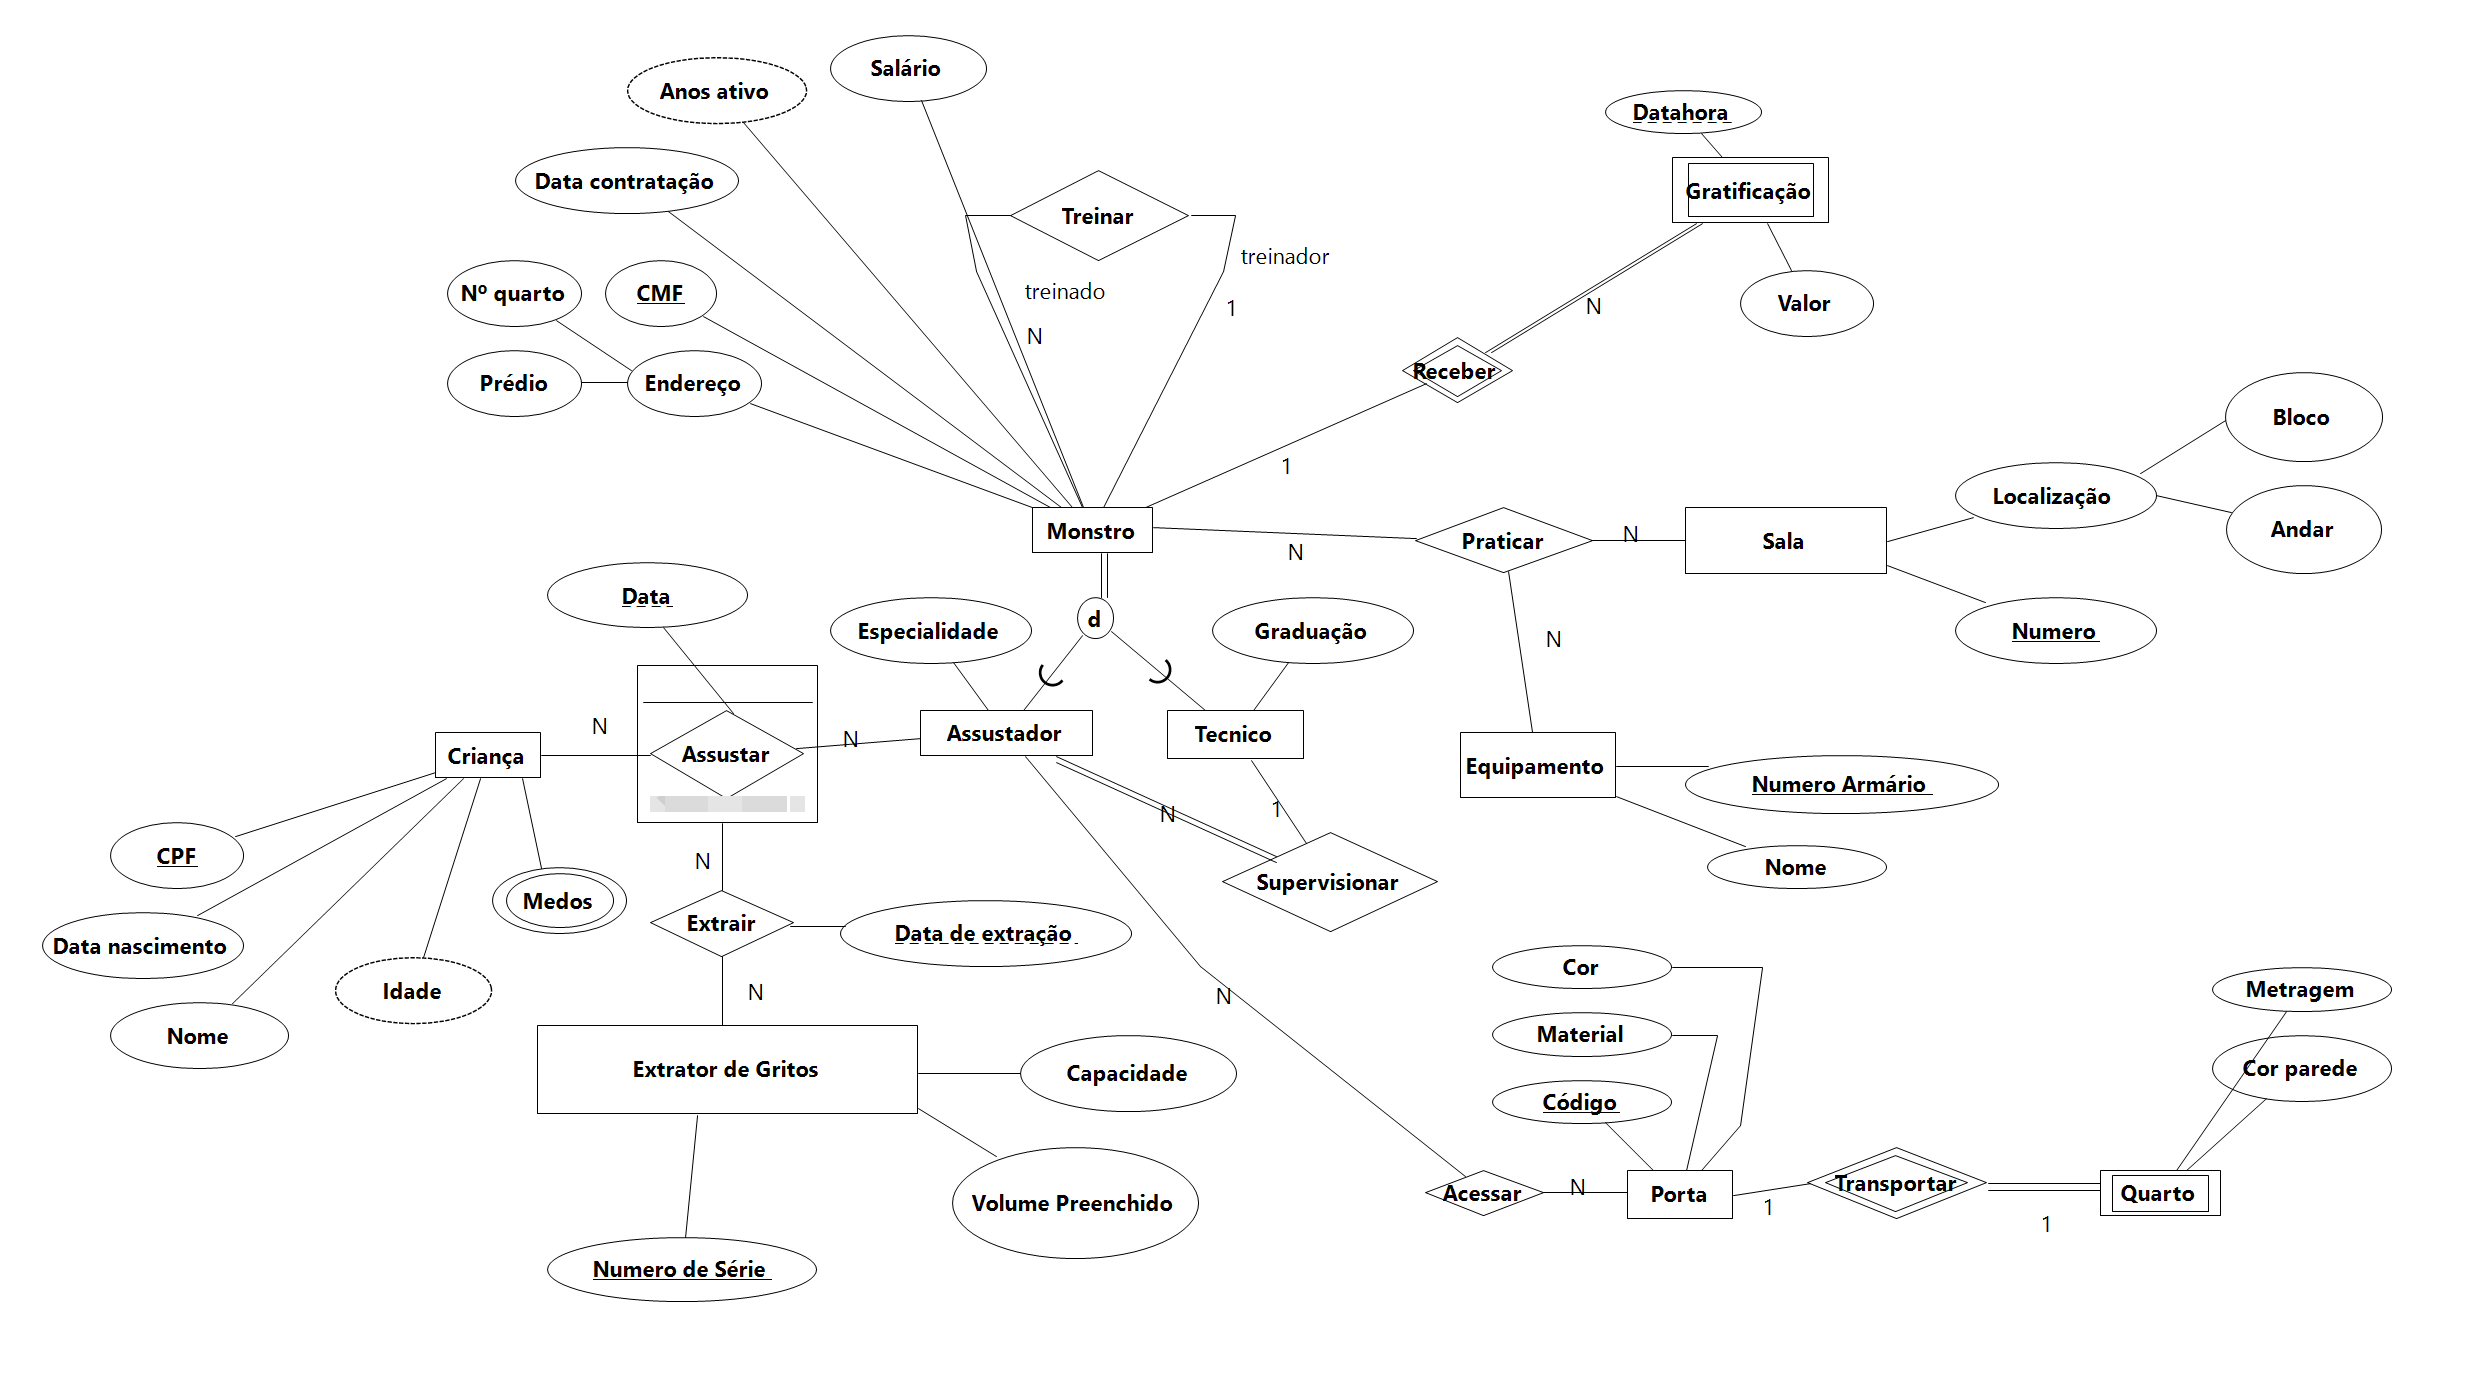 Salário
Anos ativo
Datahora
Data contratação
Treinar
Gratificação
treinador
Nº quarto
CMF
treinado
Valor
1
N
N
Receber
Prédio
Endereço
Bloco
1
Localização
Monstro
Praticar
N
Sala
Andar
N
Data
d
Especialidade
Graduação
Numero
N
N
Assustar
N
Assustador
Tecnico
Criança
Equipamento
Numero Armário
N
1
CPF
N
Nome
Supervisionar
Medos
Extrair
Data de extração
Data nascimento
Cor
Idade
N
N
Metragem
Nome
Material
Extrator de Gritos
Capacidade
Cor parede
Código
Volume Preenchido
Acessar
N
Porta
1
Transportar
1
Quarto
Numero de Série